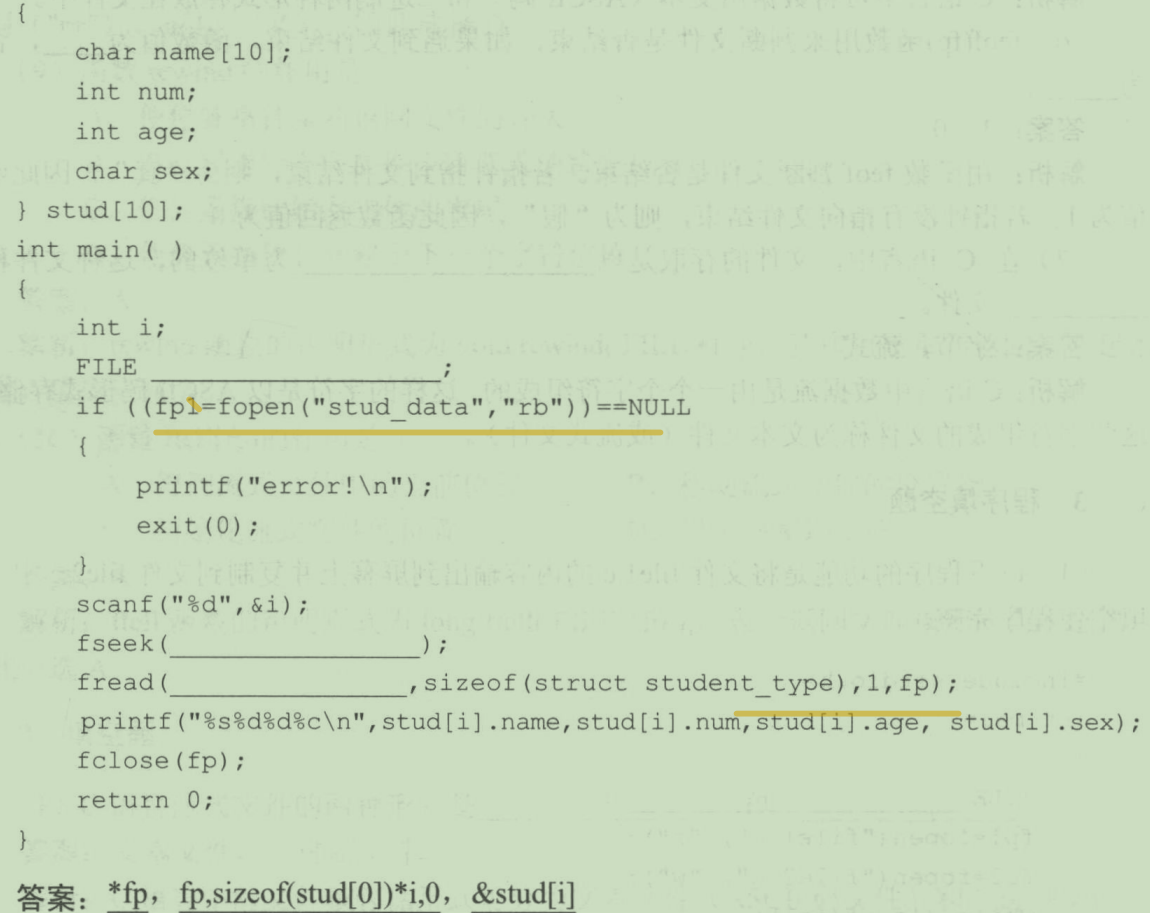 {
char name[10];
int num;
int age;
char sex;
} stud[10];
int main( )
{
int i;
FILE ____________________;
if ((fp1=fopen("stud_data","rb"))==NULL
{
printf("error!\n");
exit(0);
}
scanf("%d",&i);
fseek(________________);
fread(________________,sizeof(struct student_type),1,fp);
printf("%s%d%d%c\n",stud[i].name,stud[i].num,stud[i].age, stud[i].sex);
fclose(fp);
return 0;
}
答案：*fp，fp,sizeof(stud[0])*i,0，&stud[i]